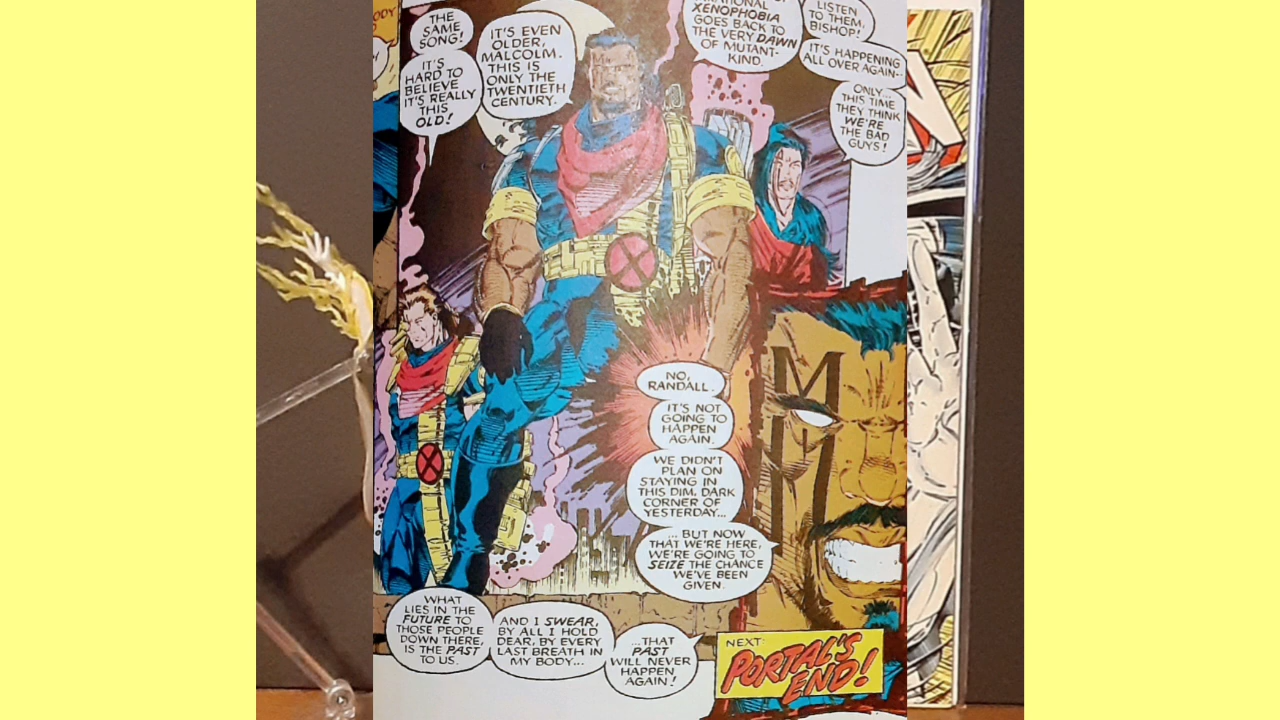 THE
SAME
SONG!
IT'S
HARD TO
BELIEVE
IT'S REALLY
THIS
OLD!
IT'S EVEN
OLDER,
MALCOLM.
THIS IS
ONLY THE
TWENTIETH
CENTURY.
XENOPHOBIA
GOES BACK TO
THE VERY DAWN
OF MUTANT-
KIND.
LISTEN
TO THEM,
BISHOP!
IT'S HAPPENING
ALL OVER AGAIN--
ONLY...
THIS TIME
THEY THINK
WE'RE
THE BAD
GUYS!
NO,
RANDALL.
IT'S NOT
GOING TO
HAPPEN
AGAIN.
WE DIDN'T
PLAN ON
STAYING IN
THIS DIM, DARK
CORNER OF
YESTERDAY...
...BUT NOW
THAT WE'RE HERE,
WE'RE GOING TO
SEIZE THE CHANCE
WE'VE BEEN
GIVEN.
WHAT
LIES IN THE
FUTURE TO
THOSE PEOPLE
DOWN THERE,
IS THE PAST
TO US.
AND I SWEAR,
BY ALL I HOLD
DEAR, BY EVERY
LAST BREATH IN
MY BODY...
...THAT
PAST
WILL NEVER
HAPPEN
AGAIN!
NEXT:
PORTAL'S
END!